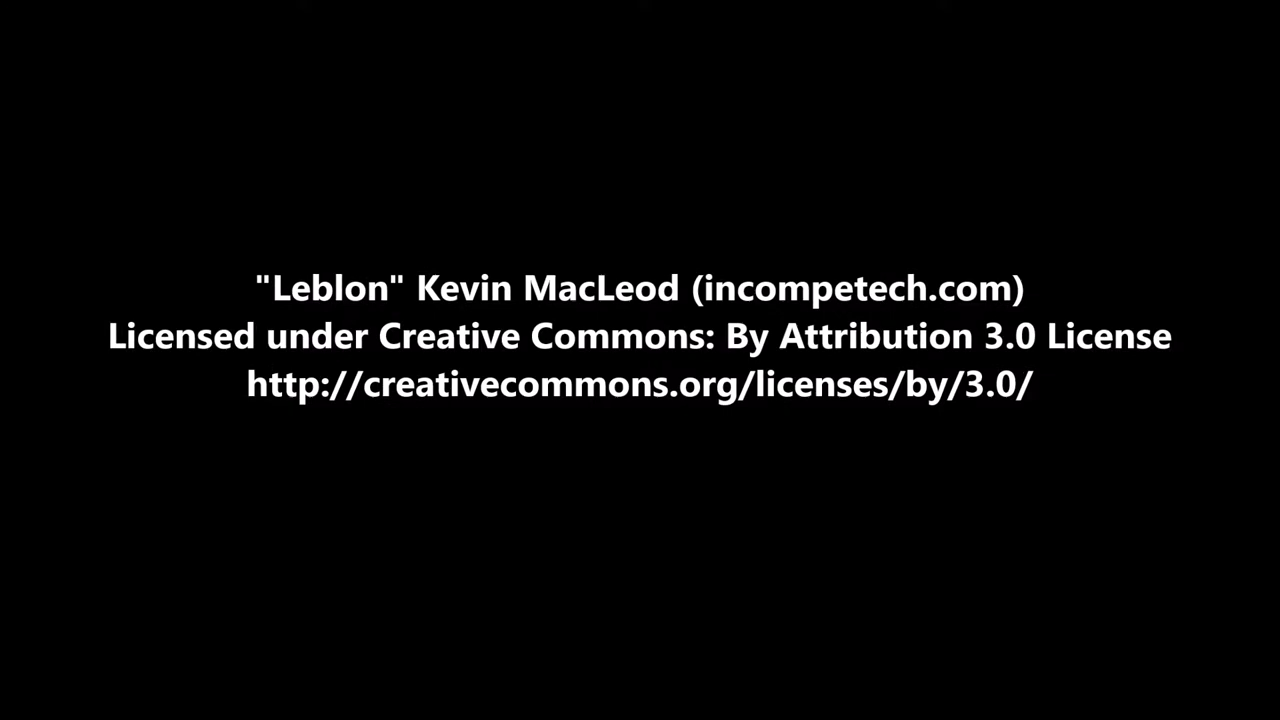 "Leblon" Kevin MacLeod (incompetech.com)
Licensed under Creative Commons: By Attribution 3.0 License
http://creativecommons.org/licenses/by/3.0/